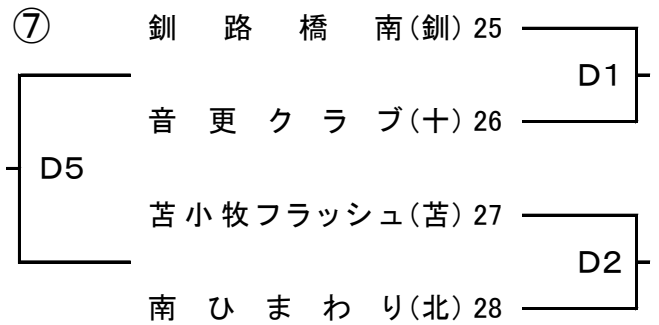 ⑦ 釧路橋南(釧) 25
D1
音更クラブ(十) 26
D5
苫小牧フラッシュ(苫) 27
D2
南ひまわり(北) 28